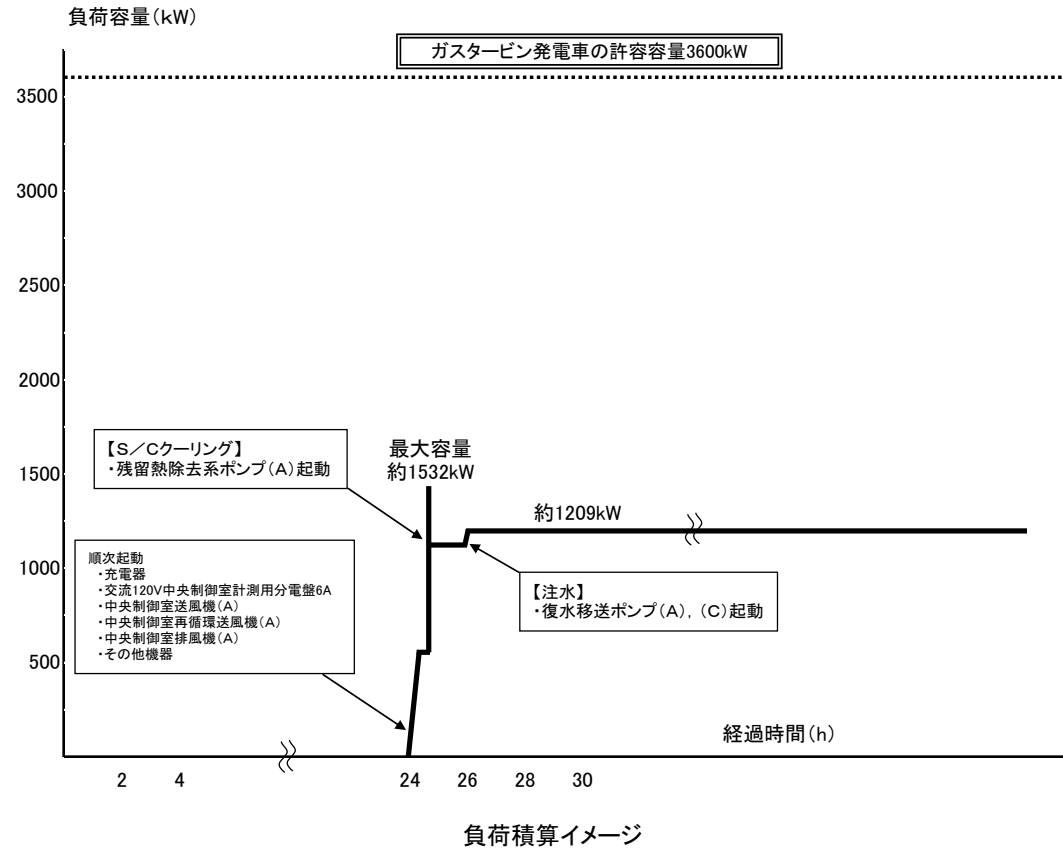 負荷容量(kW)
ガスタービン発電車の許容容量3600kW
3500
3000
2500
2000
1500
1000
500
【S/Cクーリング】
・残留熱除去系ポンプ(A)起動
最大容量
約1532kW
約1209kW
順次起動
・充電器
・交流120V中央制御室計測用分電盤6A
・中央制御室送風機(A)
・中央制御室再循環送風機(A)
・中央制御室排風機(A)
・その他機器
【注水】
・復水移送ポンプ(A),(C)起動
経過時間(h)
2 4 24 26 28 30
負荷積算イメージ